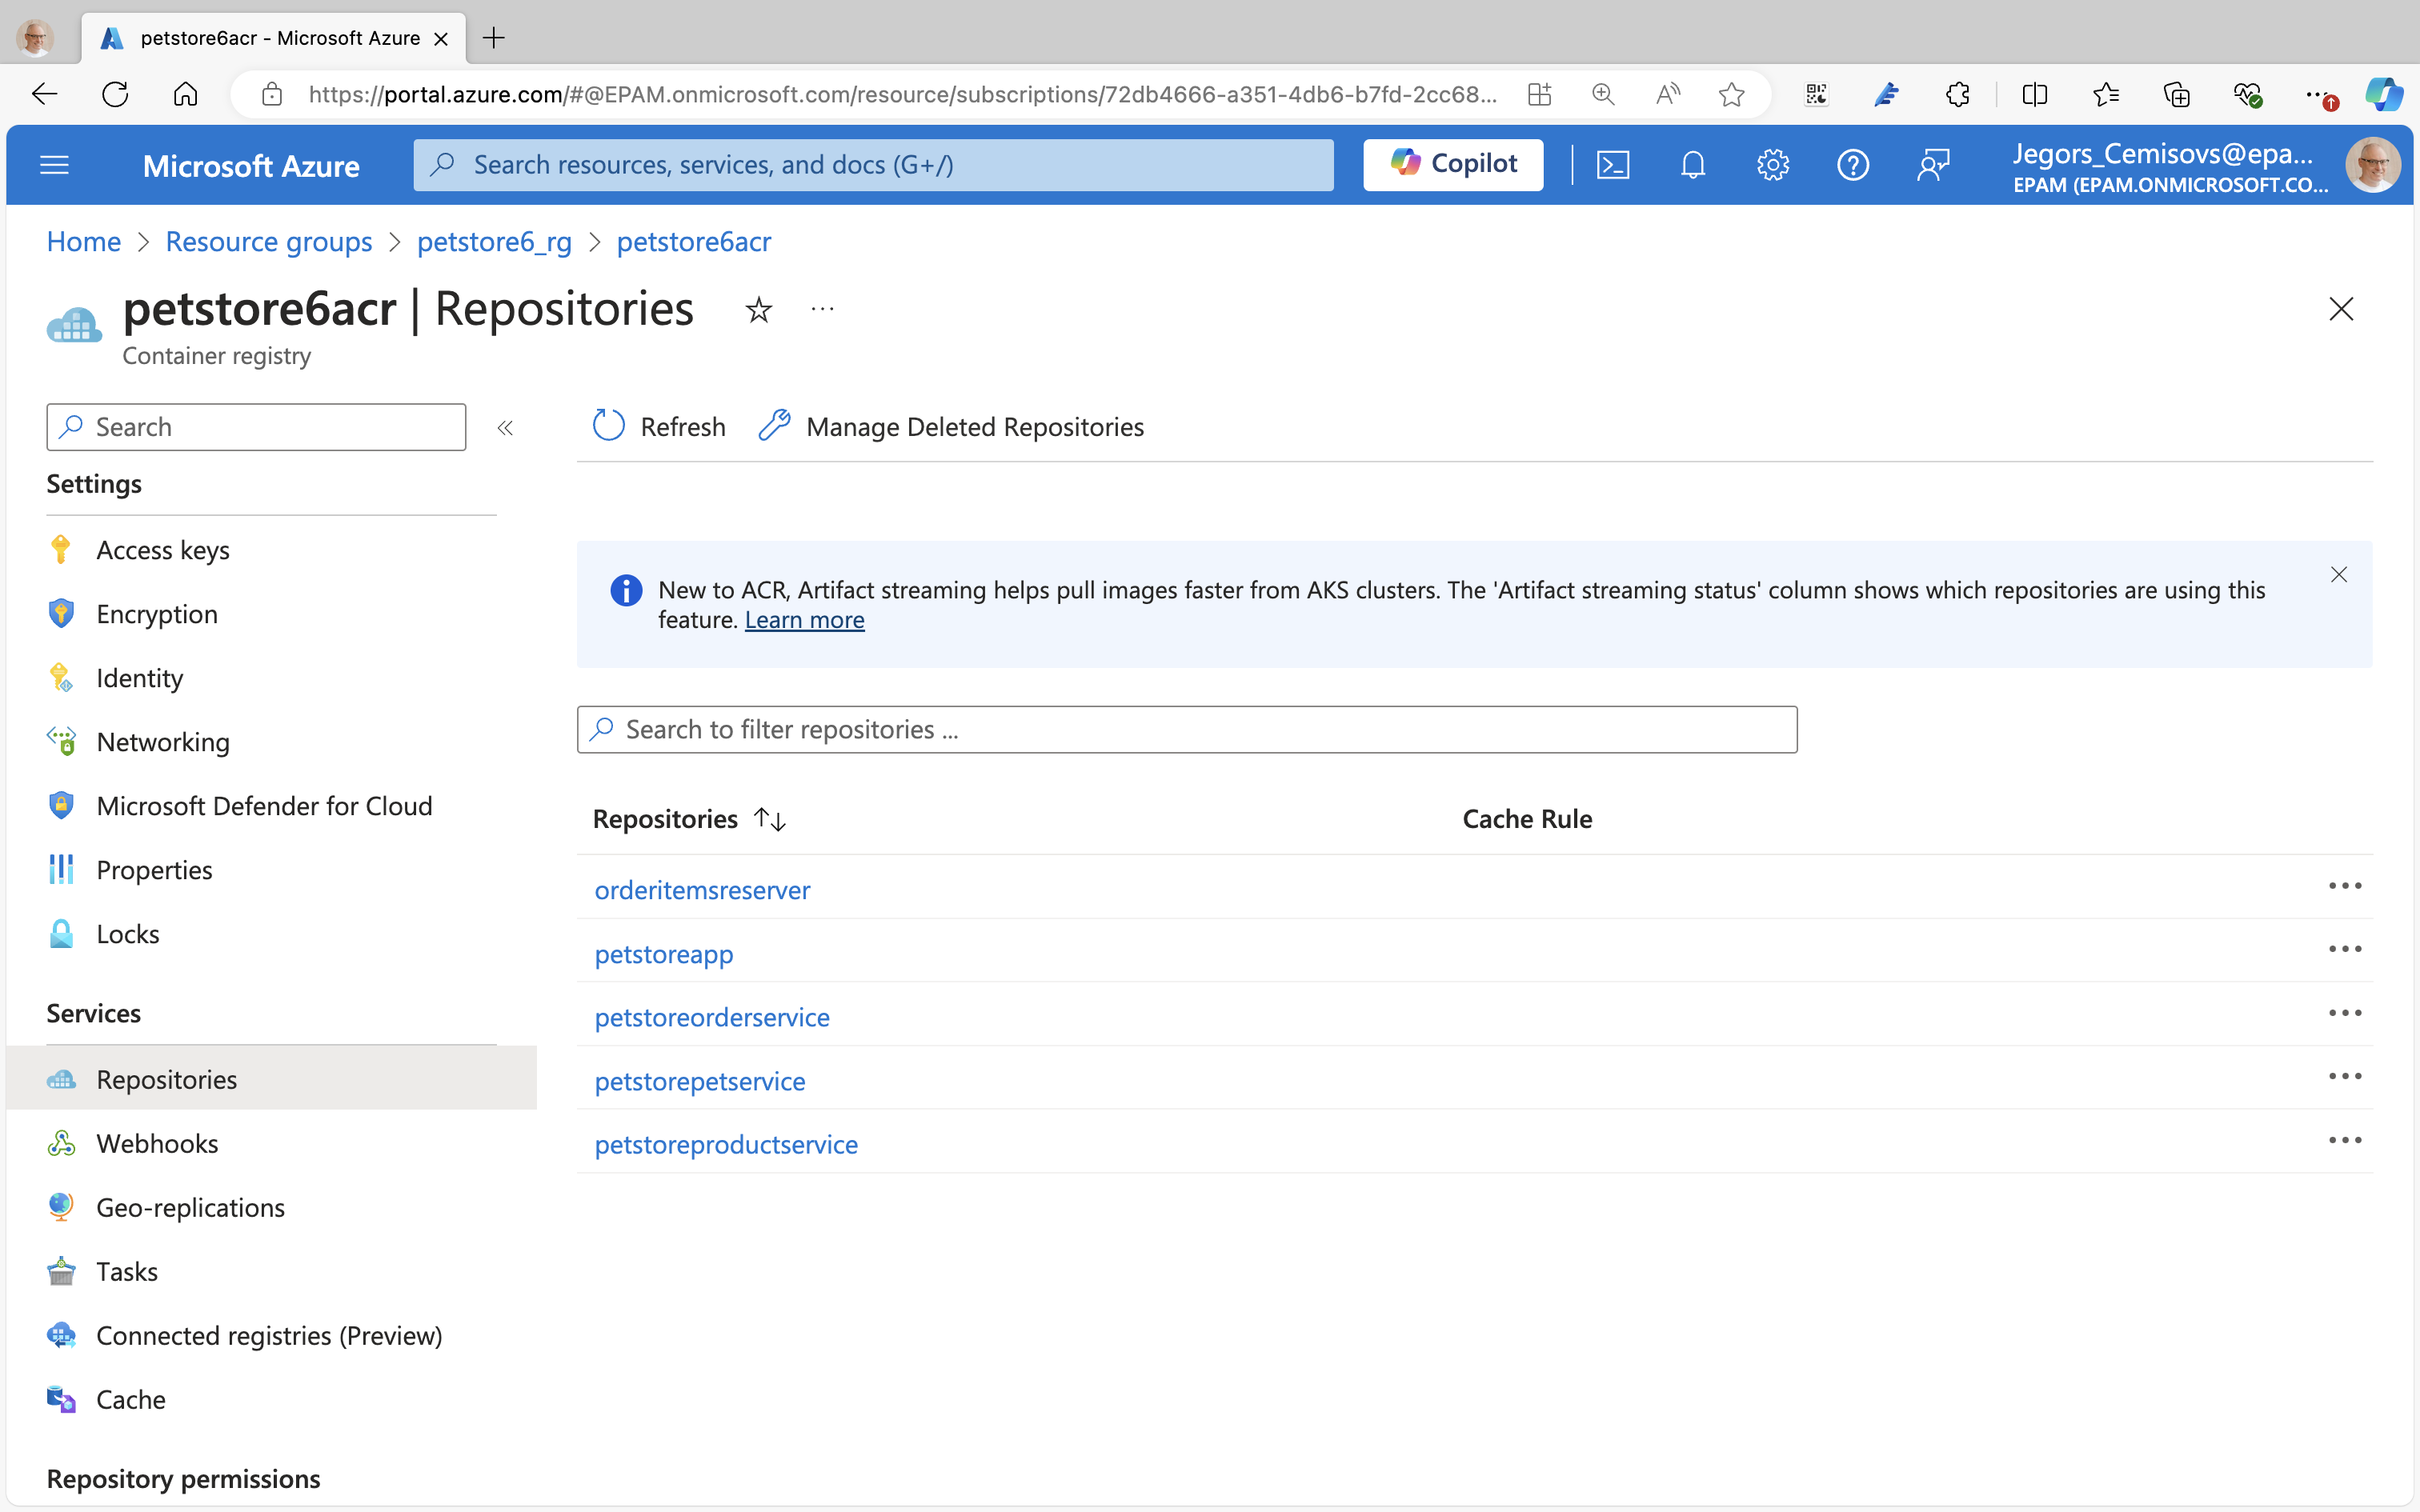 petstore6acr - Microsoft Azure
https://portal.azure.com/#@EPAM.onmicrosoft.com/resource/subscriptions/72db4666-a351-4db6-b7fd-2cc68...
Microsoft Azure
Search resources, services, and docs (G+/)
Copilot
Jegors_Cemisovs@epa...
EPAM (EPAM.ONMICROSOFT.CO...
Home > Resource groups > petstore6_rg > petstore6acr
petstore6acr | Repositories
Container registry
Search
Refresh
Manage Deleted Repositories
Settings
Access keys
Encryption
Identity
Networking
Microsoft Defender for Cloud
Properties
Locks
Services
Repositories
Webhooks
Geo-replications
Tasks
Connected registries (Preview)
Cache
Repository permissions
New to ACR, Artifact streaming helps pull images faster from AKS clusters. The 'Artifact streaming status' column shows which repositories are using this
feature. Learn more
Search to filter repositories ...
Repositories Cache Rule
orderitemsreserver
petstoreapp
petstoreorderservice
petstorepetservice
petstoreproductservice